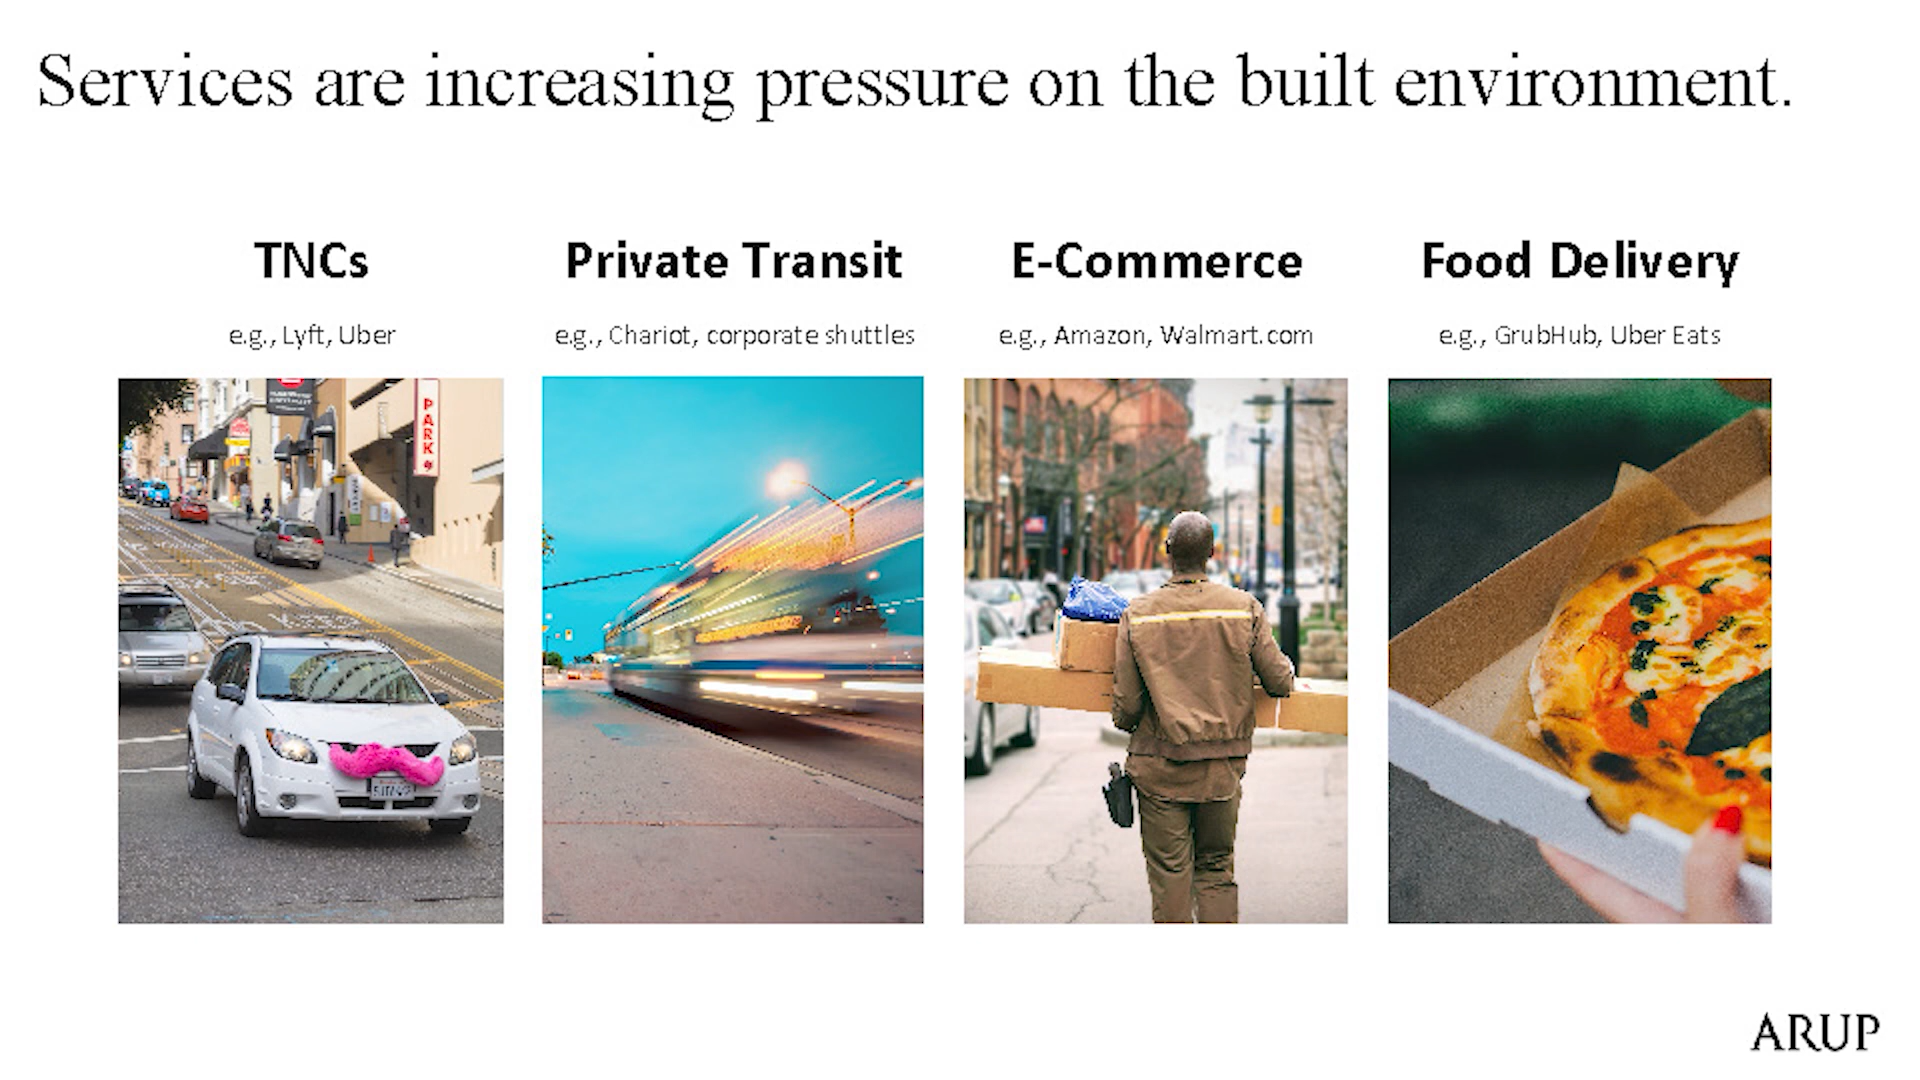 Services are increasing pressure on the built environment.
TNCs
Private Transit
E-Commerce
Food Delivery
e.g., Lyft, Uber
e.g., Chariot, corporate shuttles
e.g., Amazon, Walmart.com
e.g., GrubHub, Uber Eats
PARK
ARUP